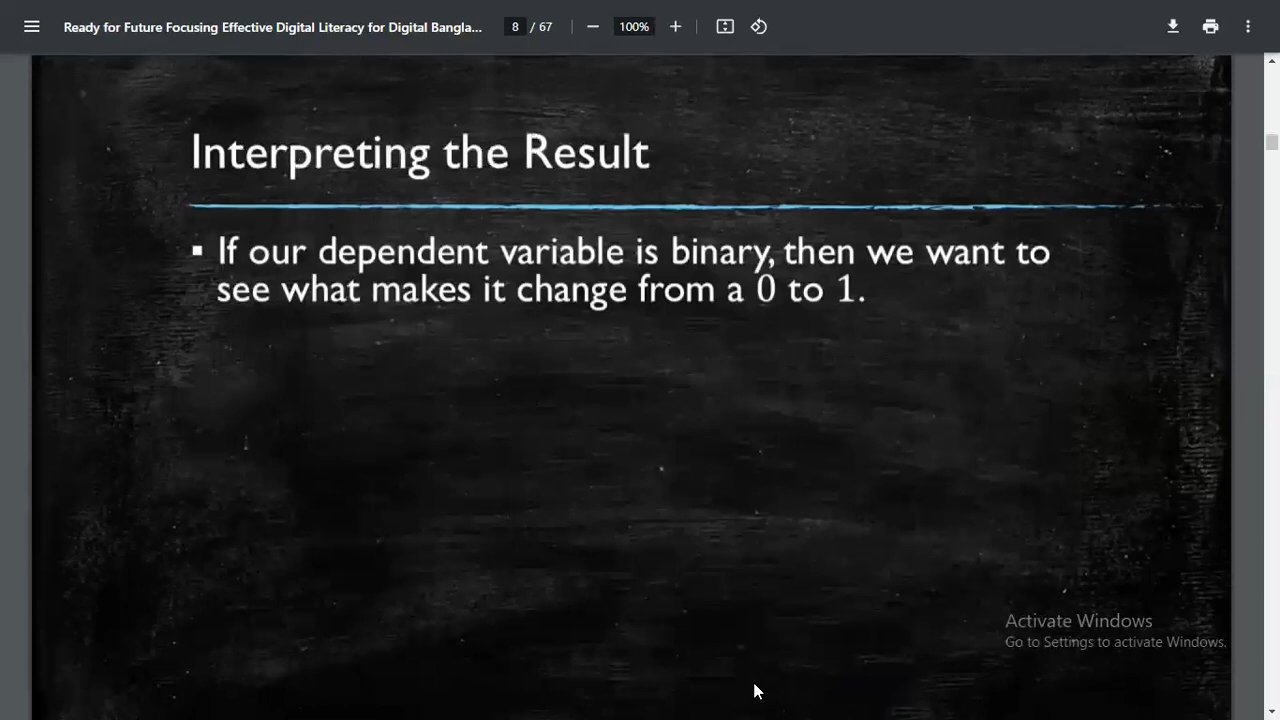 Ready for Future Focusing Effective Digital Literacy for Digital Bangla...
8 / 67
100%
Interpreting the Result
▪ If our dependent variable is binary, then we want to
see what makes it change from a 0 to 1.
Activate Windows
Go to Settings to activate Windows.